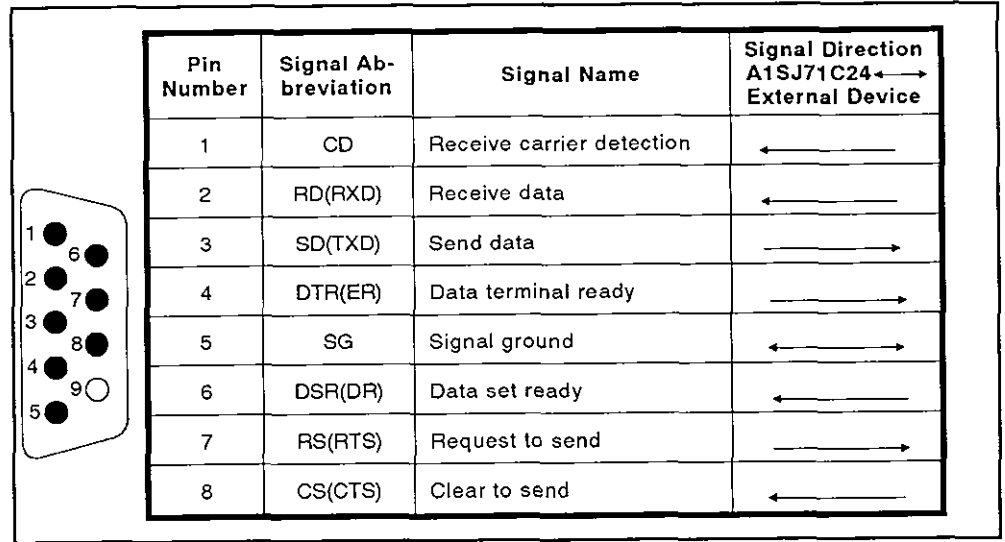 Pin Number
Signal Ab-breviation
Signal Name
Signal Direction
A1SJ71C24←→
External Device
1 CD Receive carrier detection ←
2 RD(RXD) Receive data ←
3 SD(TXD) Send data →
4 DTR(ER) Data terminal ready →
5 SG Signal ground ↔
6 DSR(DR) Data set ready ←
7 RS(RTS) Request to send →
8 CS(CTS) Clear to send ←
1
6
2
7
3
8
4
9
5